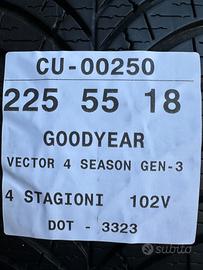 CU-00250
225 55 18
GOODYEAR
VECTOR 4 SEASON GEN-3
4 STAGIONI 102V
DOT - 3323
subito